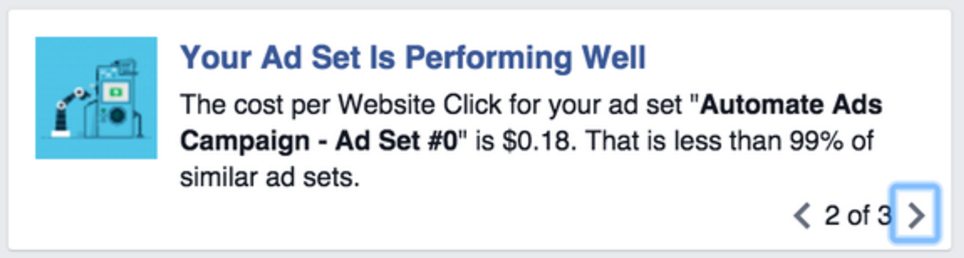 Your Ad Set Is Performing Well
The cost per Website Click for your ad set "Automate Ads
Campaign - Ad Set #0" is $0.18. That is less than 99% of
similar ad sets.
2 of 3